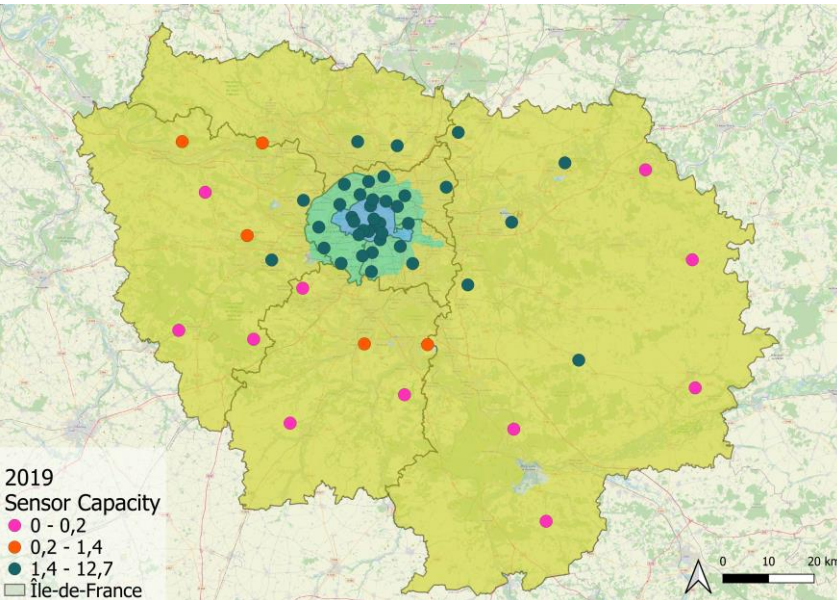 2019
Sensor Capacity
0 - 0,2
0,2 - 1,4
1,4 - 12,7
Île-de-France
0 10 20 km